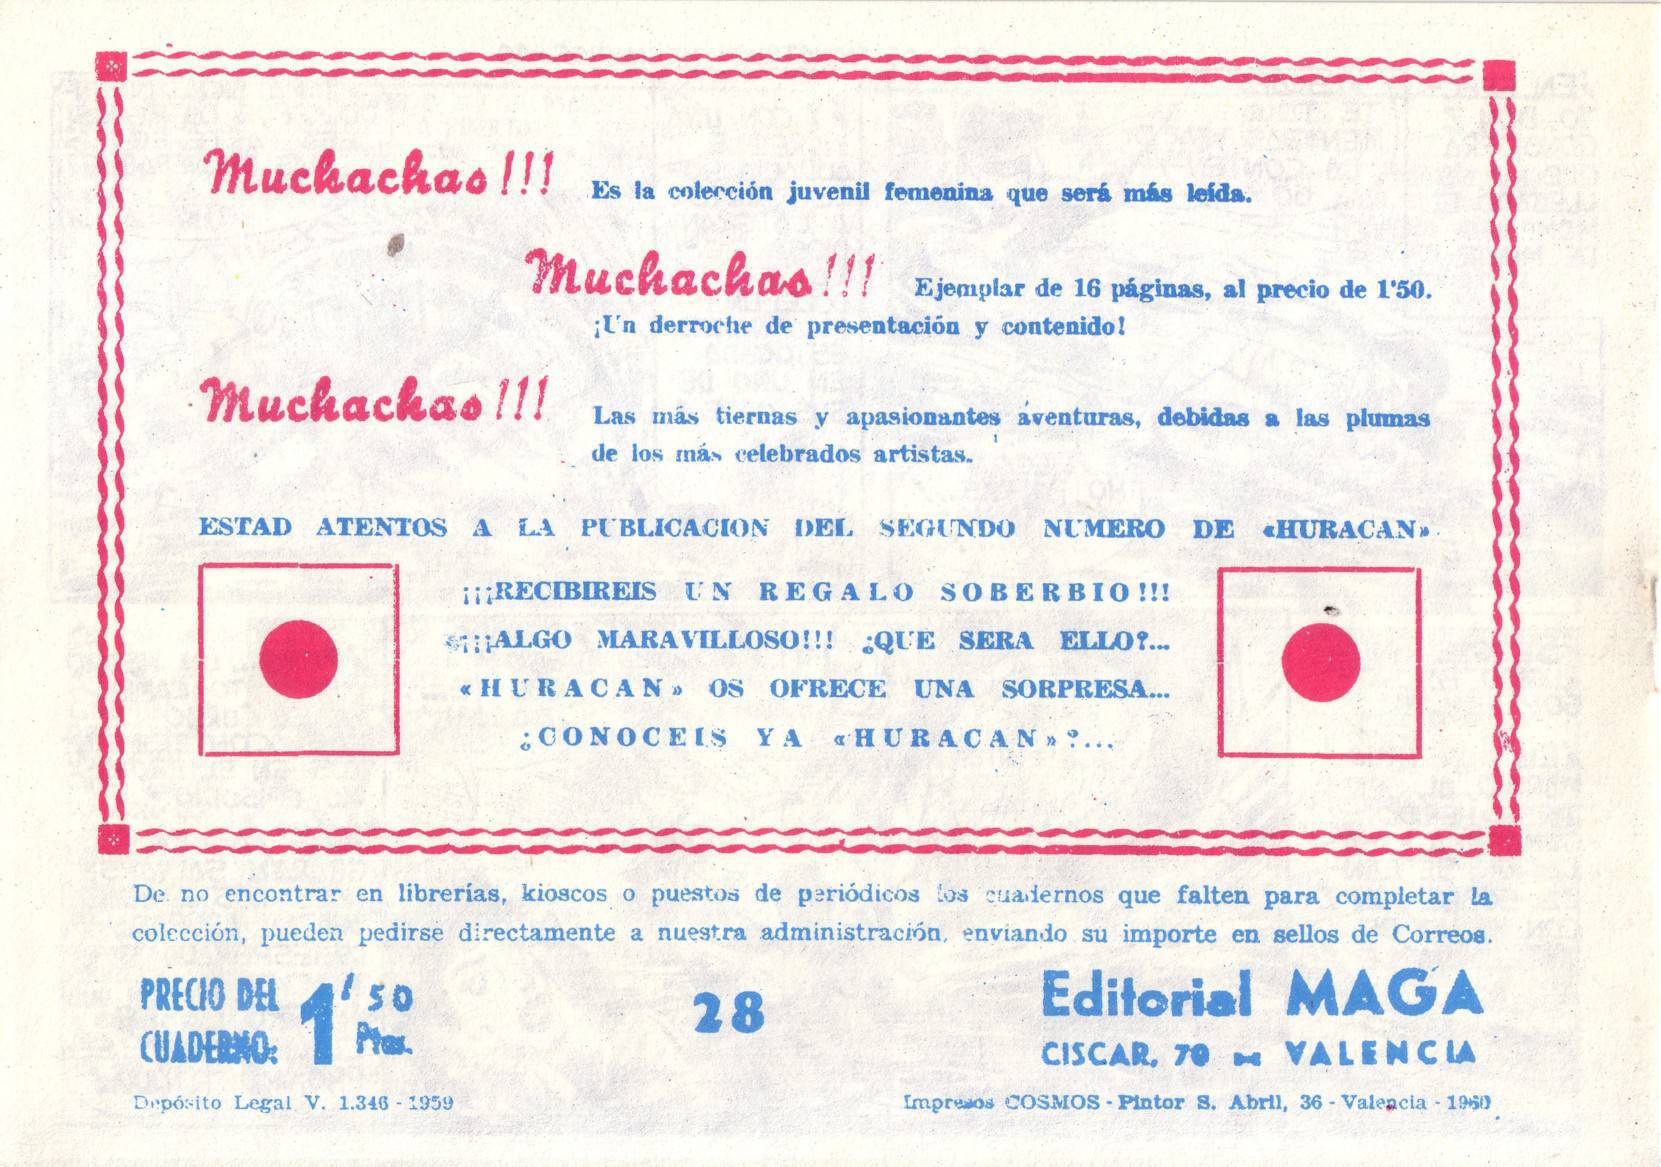 Muchachas!!! Es la colección juvenil femenina que será más leída.
Muchachas!!! Ejemplar de 16 páginas, al precio de 1'50.
¡Un derroche de presentación y contenido!
Muchachas!!! Las más tiernas y apasionantes aventuras, debidas a las plumas
de los más celebrados artistas.
ESTAD ATENTOS A LA PUBLICACION DEL SEGUNDO NUMERO DE «HURACAN»
¡¡¡RECIBIREIS UN REGALO SOBERBIO!!!
¡¡¡ALGO MARAVILLOSO!!! ¿QUE SERA ELLO?...
«HURACAN» OS OFRECE UNA SORPRESA...
¿CONOCEIS YA «HURACAN»?...
De no encontrar en librerías, kioscos o puestos de periódicos los cuadernos que falten para completar la
colección, pueden pedirse directamente a nuestra administración, enviando su importe en sellos de Correos.
PRECIO DEL CUADERNO: 1'50 Ptas.
28
Editorial MAGA
CISCAR, 70 - VALENCIA
Depósito Legal V. 1.346 - 1959
Impresos COSMOS - Pintor S. Abril, 36 - Valencia - 1960